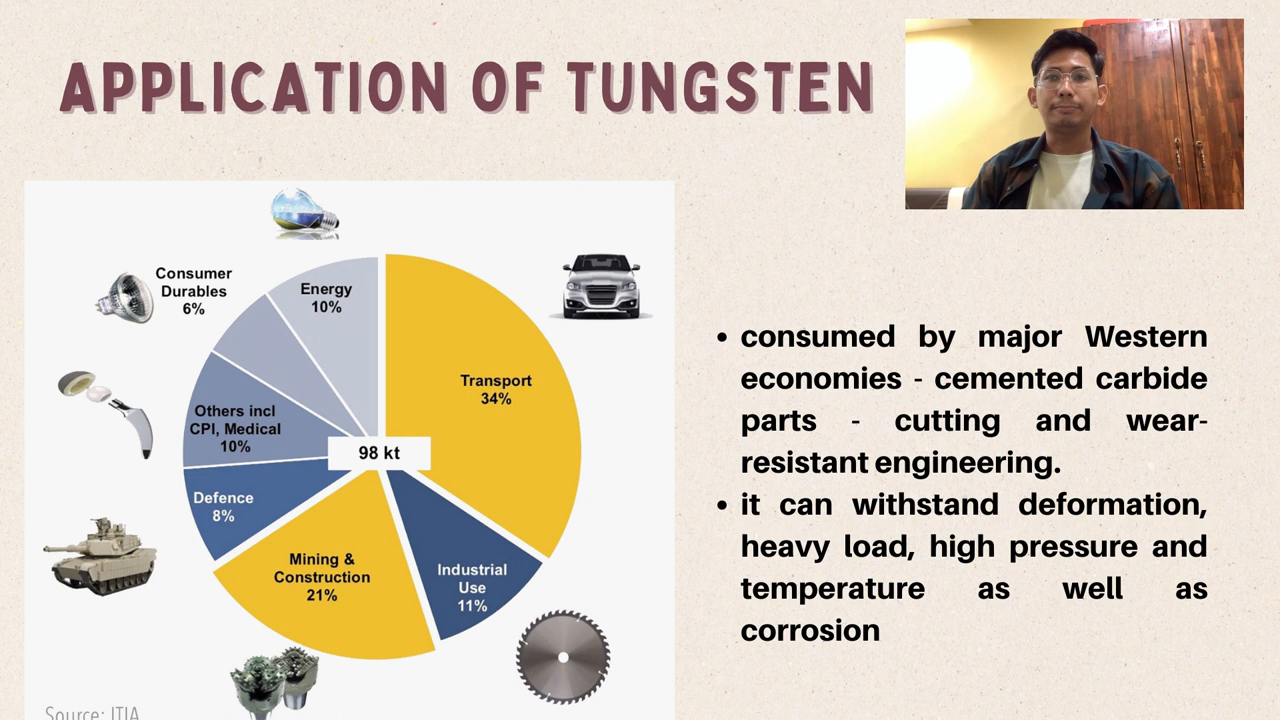 APPLICATION OF TUNGSTEN
Consumer
Durables
6%
Energy
10%
Transport
34%
Others incl
CPI, Medical
10%
98 kt
Defence
8%
Mining &
Construction
21%
Industrial
Use
11%
Source: ITIA
• consumed by major Western
economies - cemented carbide
parts - cutting and wear-
resistant engineering.
• it can withstand deformation,
heavy load, high pressure and
temperature as well as
corrosion